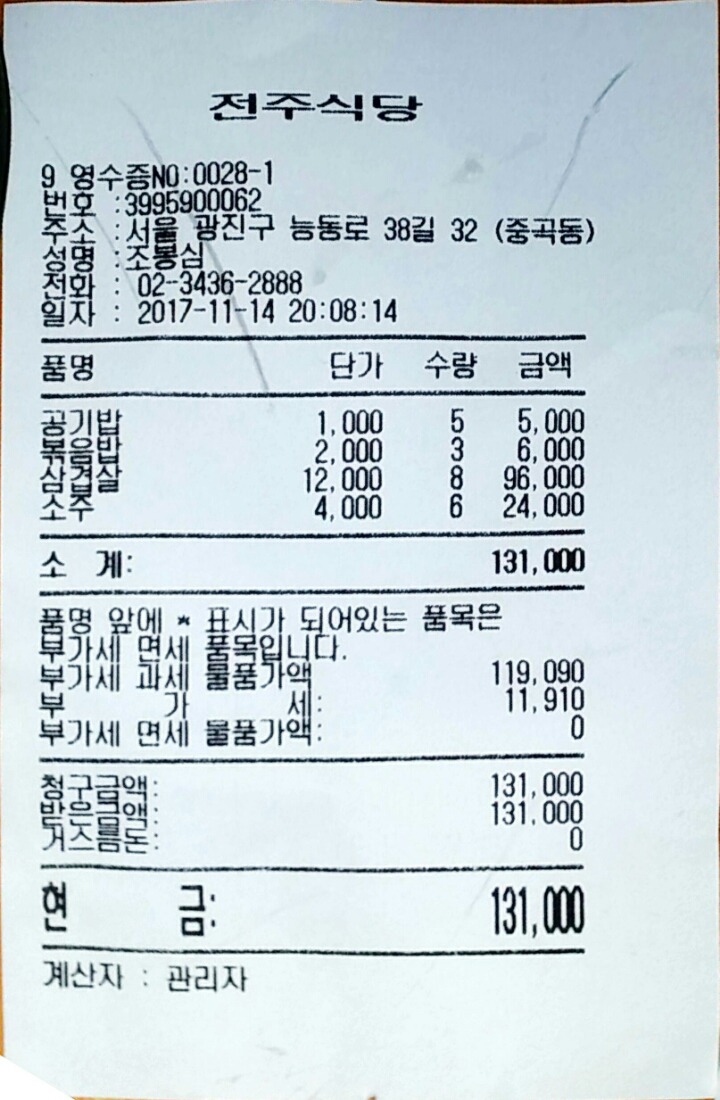 전주식당
9 영수증NO:0028-1
번호 :3995900062
주소 :서울 광진구 능동로 38길 32 (중곡동)
성명 :조봉심
전화 : 02-3436-2888
일자 : 2017-11-14 20:08:14
품명 단가 수량 금액
공기밥 1,000 5 5,000
볶음밥 2,000 3 6,000
삼겹살 12,000 8 96,000
소주 4,000 6 24,000
소 계: 131,000
품명 앞에 * 표시가 되어있는 품목은
부가세 면세 품목입니다.
부가세 과세 물품가액 119,090
부 가 세: 11,910
부가세 면세 물품가액: 0
청구금액: 131,000
받은금액: 131,000
거스름돈: 0
현 금: 131,000
계산자 : 관리자